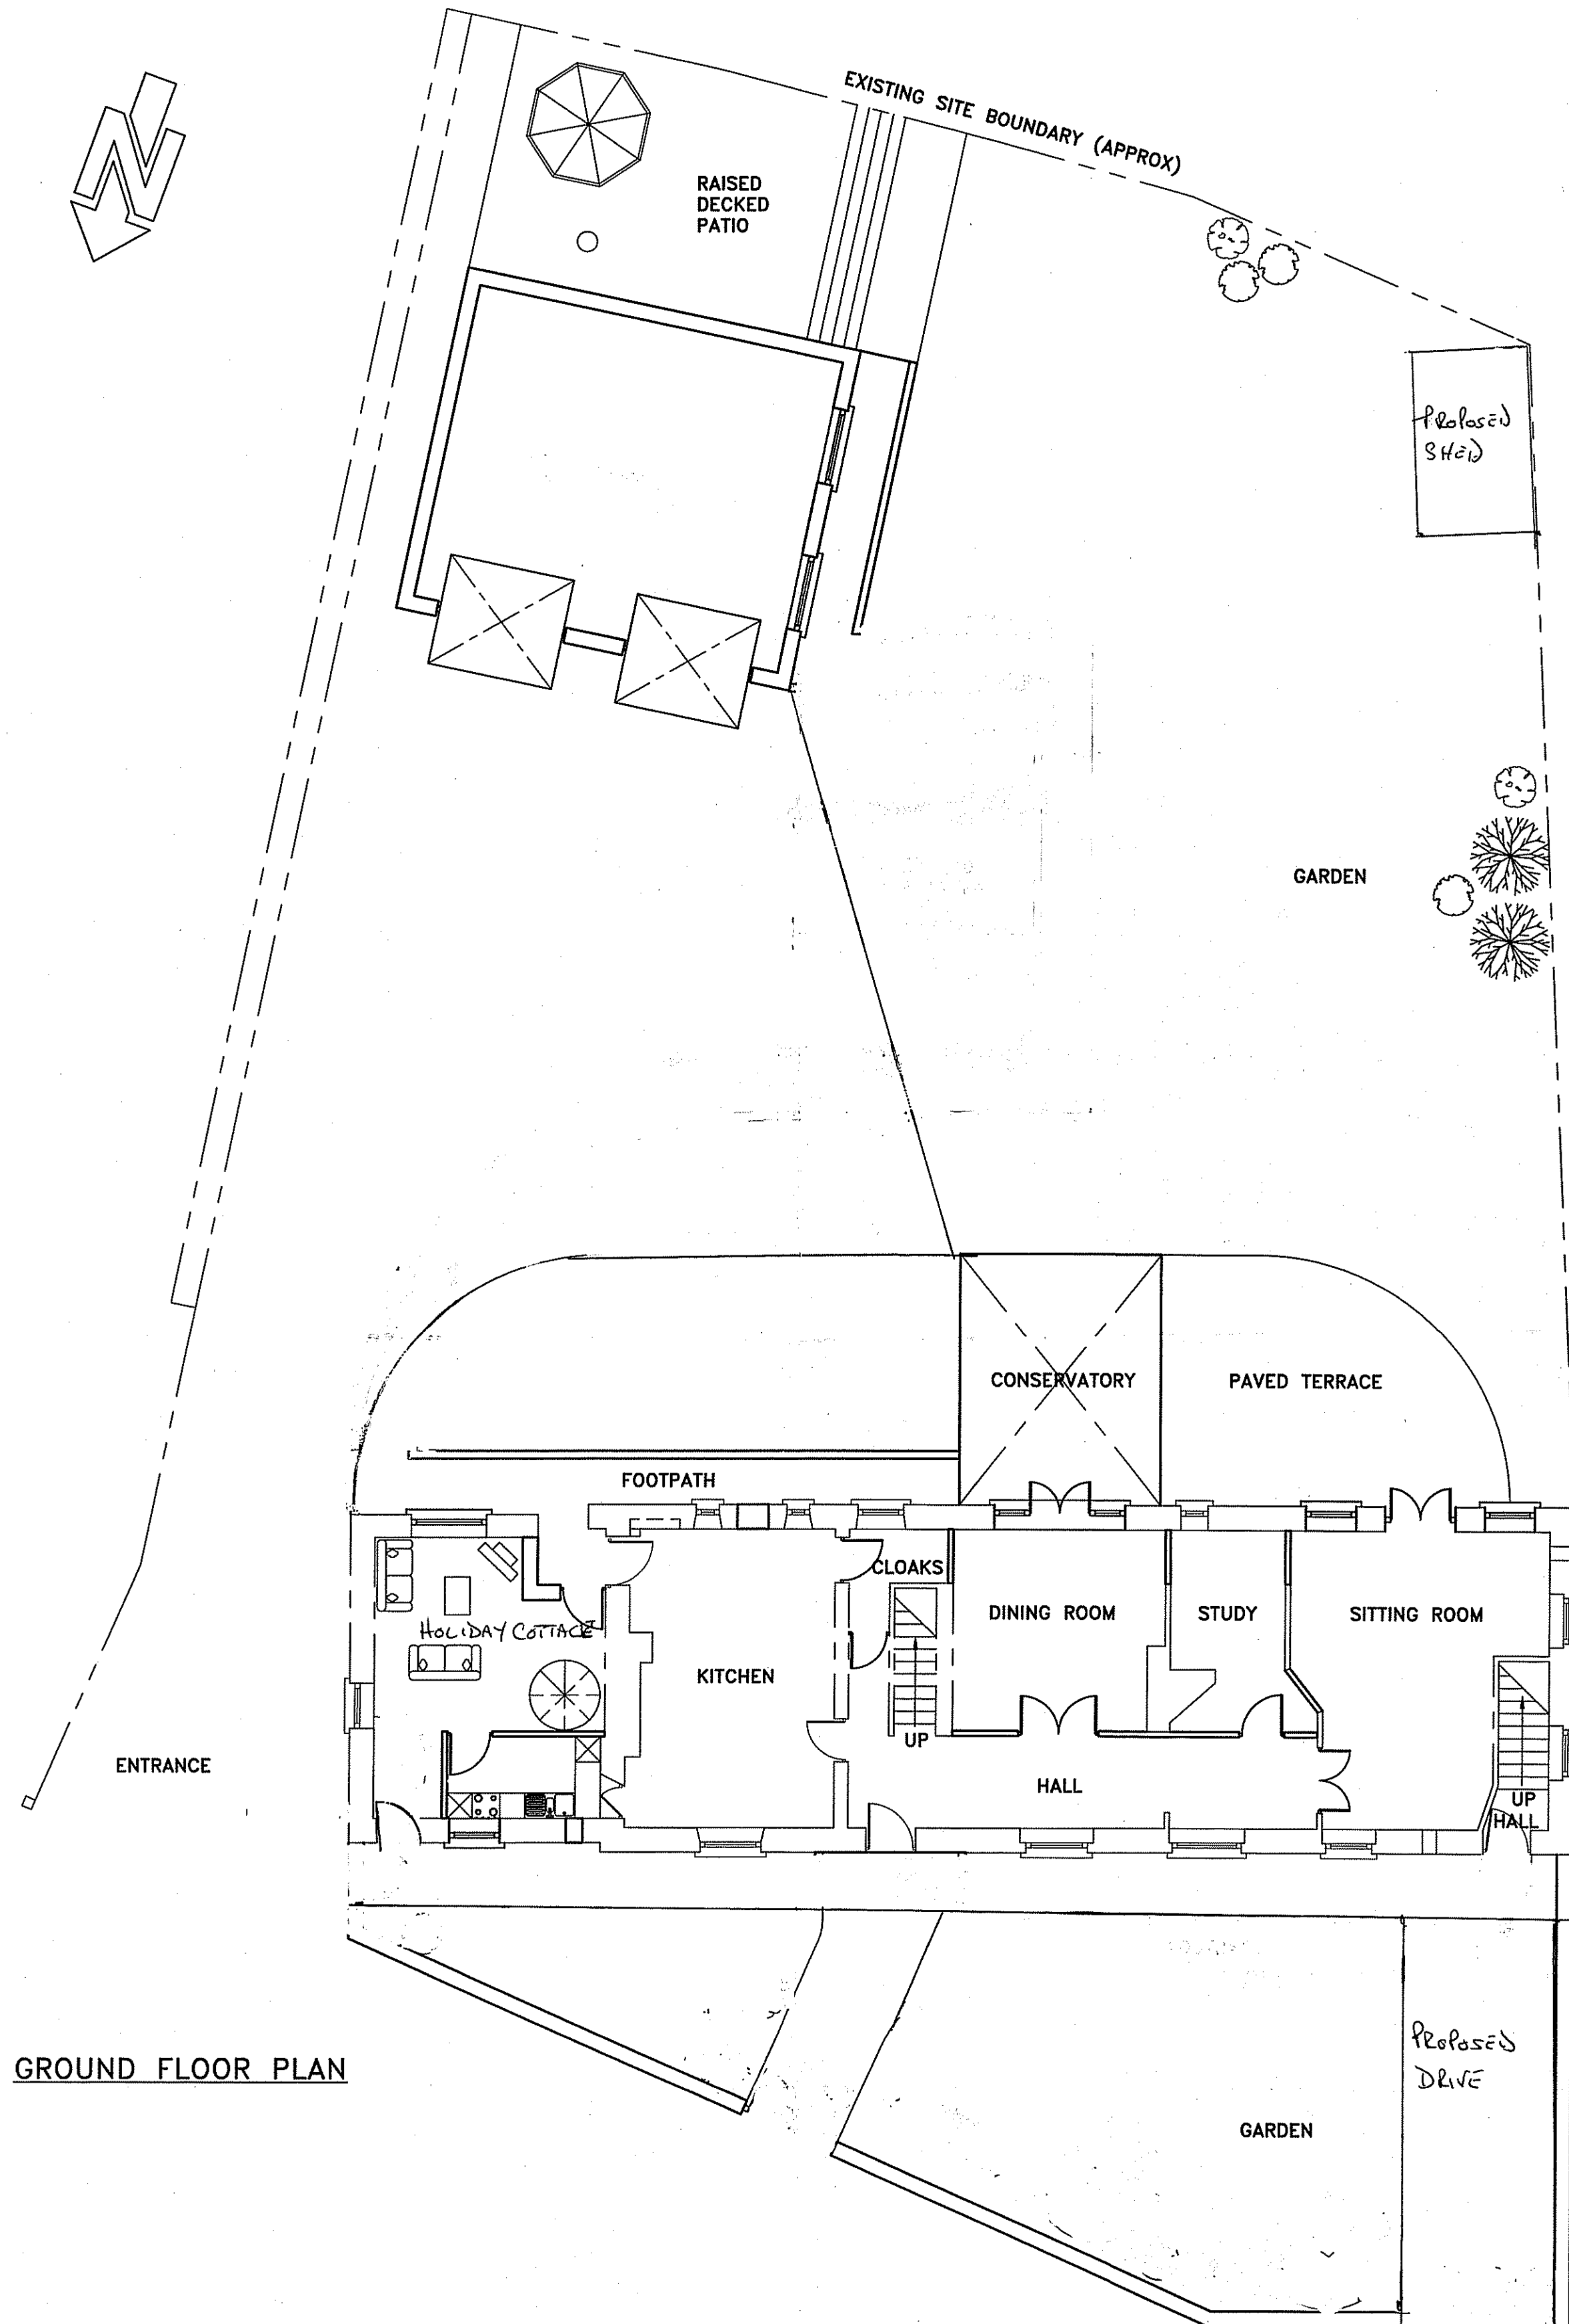 N
EXISTING SITE BOUNDARY (APPROX)
RAISED
DECKED
PATIO
PROPOSED
SHED
GARDEN
CONSERVATORY
PAVED TERRACE
FOOTPATH
CLOAKS
DINING ROOM
STUDY
SITTING ROOM
HOLIDAY COTTAGE
KITCHEN
UP
ENTRANCE
HALL
UP
HALL
GROUND FLOOR PLAN
PROPOSED
DRIVE
GARDEN